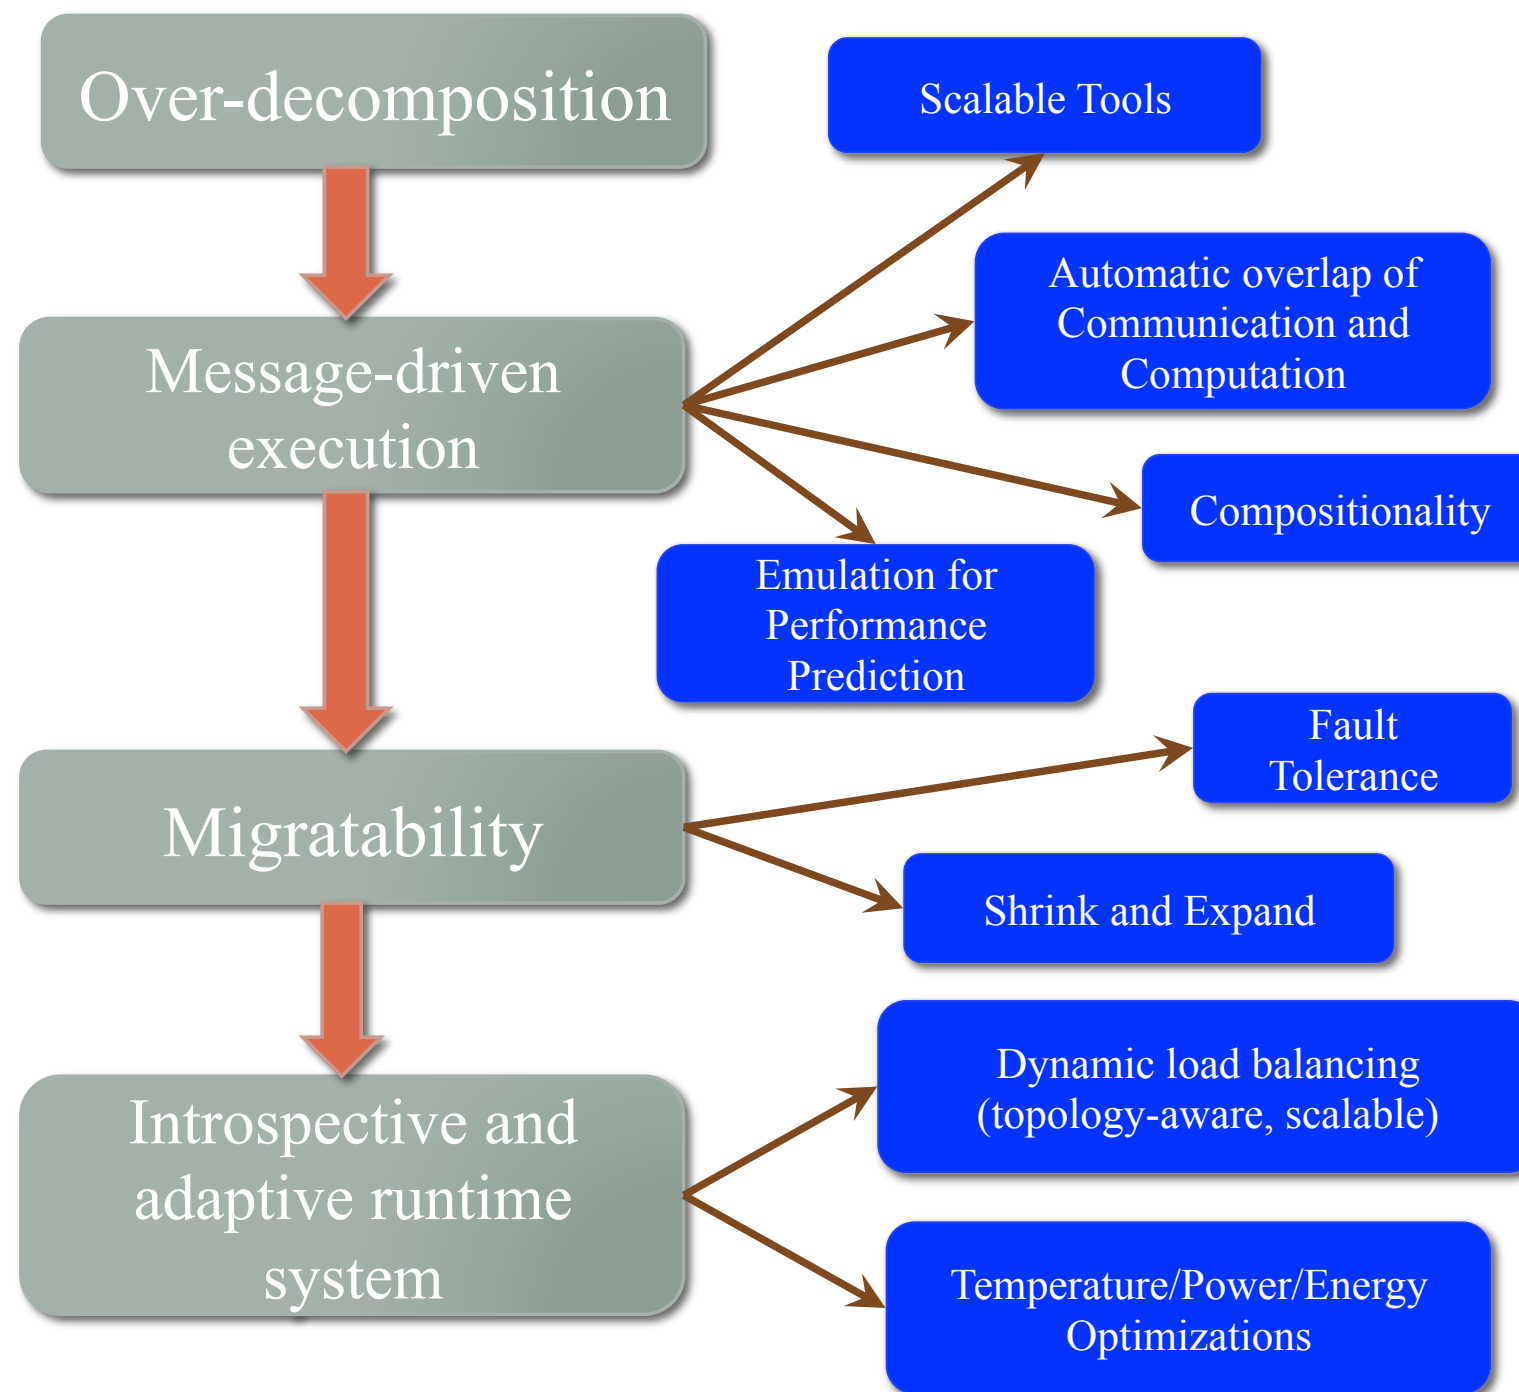 Over-decomposition
Scalable Tools
Automatic overlap of
Communication and
Computation
Message-driven
execution
Compositionality
Emulation for
Performance
Prediction
Fault
Tolerance
Migratability
Shrink and Expand
Dynamic load balancing
(topology-aware, scalable)
Introspective and
adaptive runtime
system
Temperature/Power/Energy
Optimizations